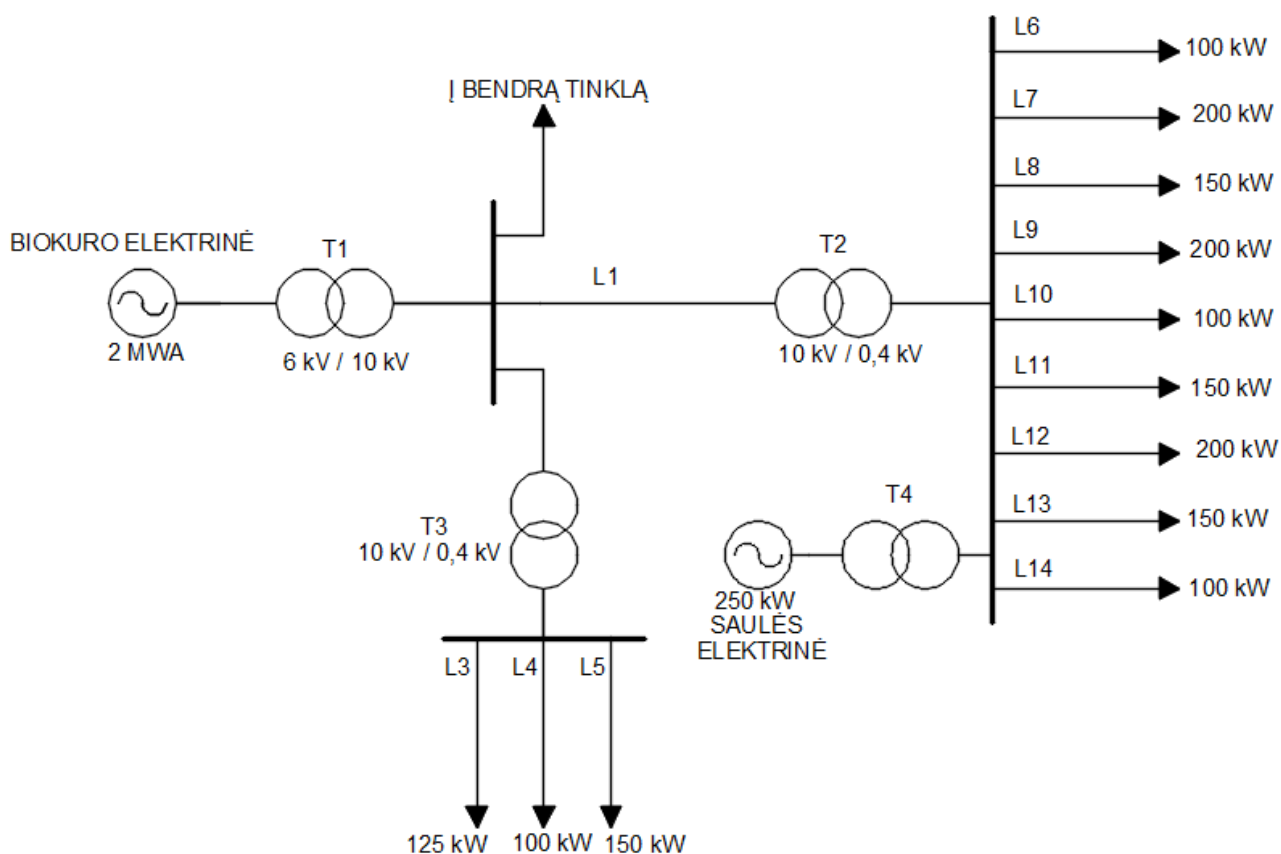 Į BENDRĄ TINKLĄ
BIOKURO ELEKTRINĖ
2 MWA
T1
6 kV / 10 kV
L1
T2
10 kV / 0,4 kV
T3
10 kV / 0,4 kV
L3
L4
L5
125 kW
100 kW
150 kW
T4
250 kW
SAULĖS
ELEKTRINĖ
L6
100 kW
L7
200 kW
L8
150 kW
L9
200 kW
L10
100 kW
L11
150 kW
L12
200 kW
L13
150 kW
L14
100 kW